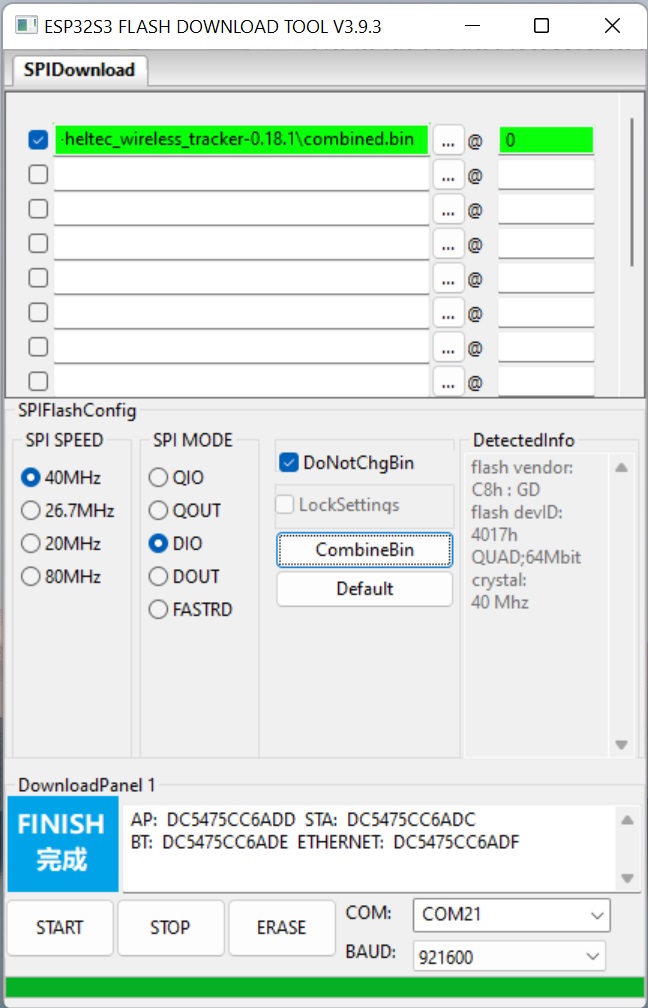 ESP32S3 FLASH DOWNLOAD TOOL V3.9.3
SPIDownload
-heltec_wireless_tracker-0.18.1\combined.bin ... @ 0
... @
... @
... @
... @
... @
... @
... @
SPIFlashConfig
SPI SPEED
40MHz
26.7MHz
20MHz
80MHz
SPI MODE
QIO
QOUT
DIO
DOUT
FASTRD
DoNotChgBin
LockSettings
CombineBin
Default
DetectedInfo
flash vendor:
C8h : GD
flash devID:
4017h
QUAD;64Mbit
crystal:
40 Mhz
DownloadPanel 1
FINISH
完成
AP: DC5475CC6ADD STA: DC5475CC6ADC
BT: DC5475CC6ADE ETHERNET: DC5475CC6ADF
START
STOP
ERASE
COM: COM21
BAUD: 921600